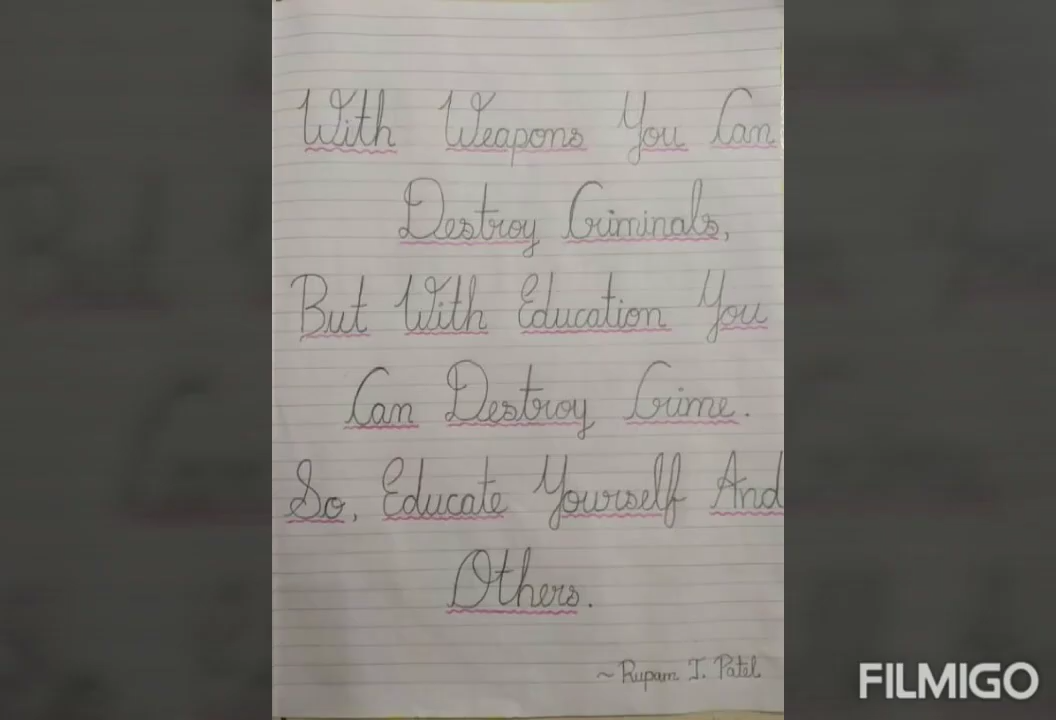 With Weapons You Can
Destroy Criminals,
But With Education You
Can Destroy Crime.
So, Educate Yourself And
Others.
~ Rupam I. Patel
FILMIGO